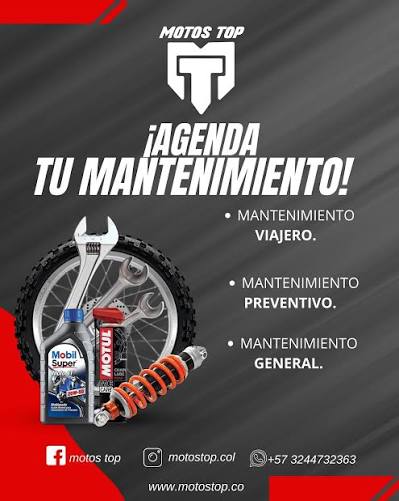 MOTOS TOP
¡AGENDA
TU MANTENIMIENTO!
• MANTENIMIENTO
VIAJERO.
• MANTENIMIENTO
PREVENTIVO.
• MANTENIMIENTO
GENERAL.
Mobil
Super
MOTUL
motos top
motostop.col
+57 3244732363
www.motostop.co